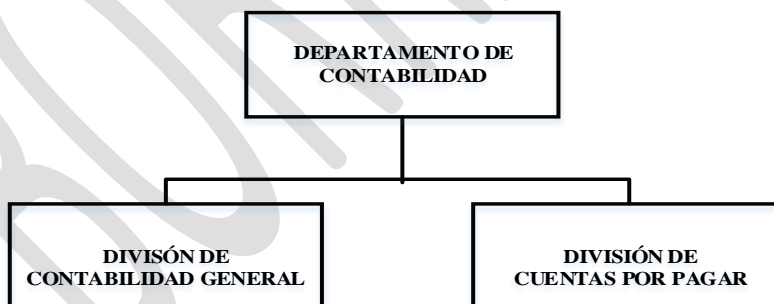 DEPARTAMENTO DE
CONTABILIDAD
DIVISÓN DE
CONTABILIDAD GENERAL
DIVISIÓN DE
CUENTAS POR PAGAR